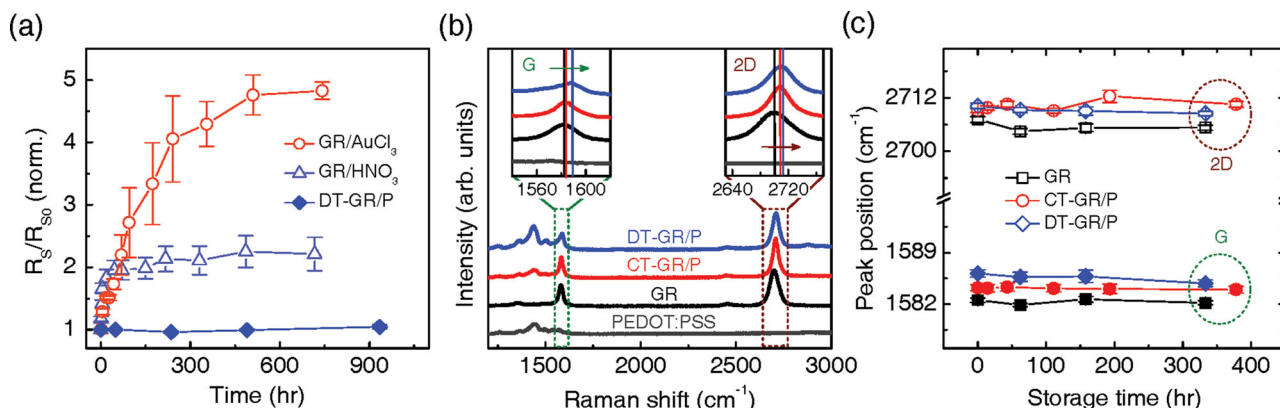 (a)
5
4
3
2
1
R_S/R_S0 (norm.)
GR/AuCl₃
GR/HNO₃
DT-GR/P
0 300 600 900
Time (hr)
(b)
G
2D
1560 1600
2640 2720
Intensity (arb. units)
DT-GR/P
CT-GR/P
GR
PEDOT:PSS
1500 2000 2500 3000
Raman shift (cm⁻¹)
(c)
2712
2700
1589
1582
Peak position (cm⁻¹)
2D
GR
CT-GR/P
DT-GR/P
G
0 100 200 300 400
Storage time (hr)